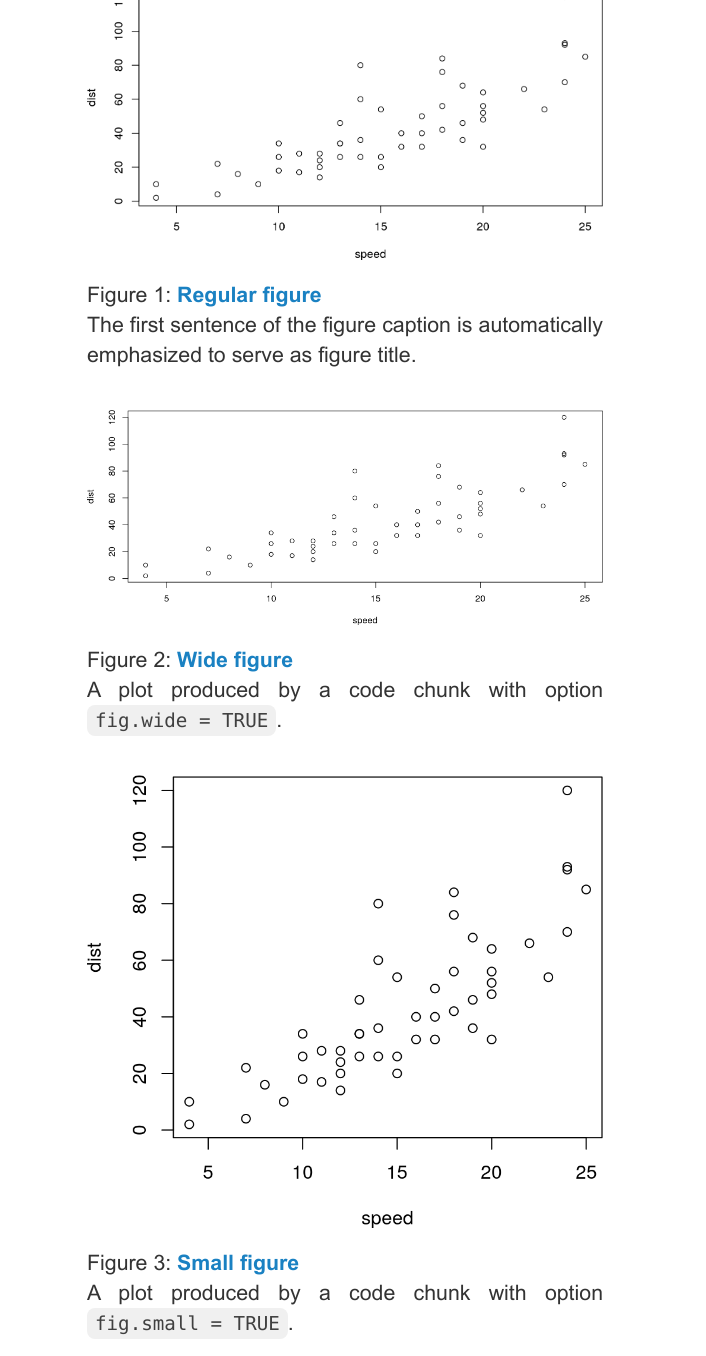 100
80
60
40
20
0
dist
5 10 15 20 25
speed
Figure 1: Regular figure
The first sentence of the figure caption is automatically
emphasized to serve as figure title.
120
100
80
60
40
20
0
dist
5 10 15 20 25
speed
Figure 2: Wide figure
A plot produced by a code chunk with option
fig.wide = TRUE.
120
100
80
60
40
20
0
dist
5 10 15 20 25
speed
Figure 3: Small figure
A plot produced by a code chunk with option
fig.small = TRUE.